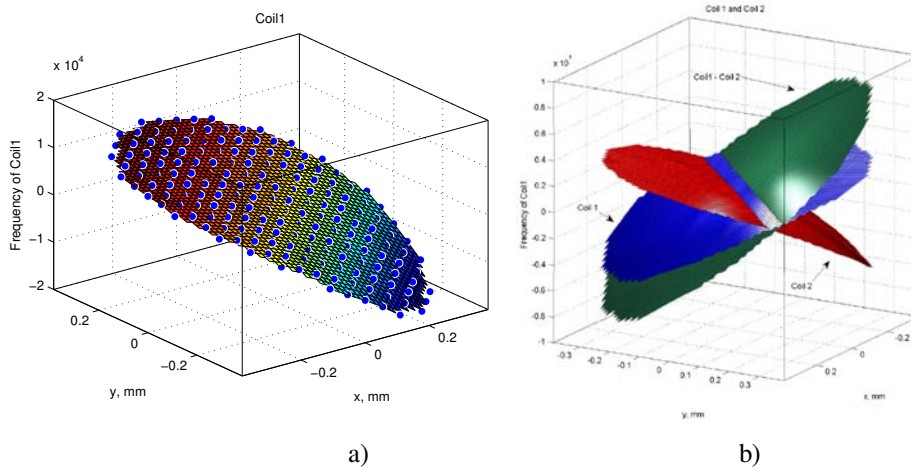 Coil1
x 10^4
2
1
0
−1
−2
Frequency of Coil1
0.2
0
−0.2
y, mm
−0.2
0
0.2
x, mm
a)
Coil 1 and Coil 2
x 10
1
0.8
0.6
0.4
0.2
0
-0.2
-0.4
-0.6
-0.8
-1
Frequency of Coil1
Coil1 - Coil 2
Coil 1
Coil 2
-0.3
-0.2
-0.1
0
0.1
0.2
0.3
y, mm
0.2
0
-0.2
x, mm
b)